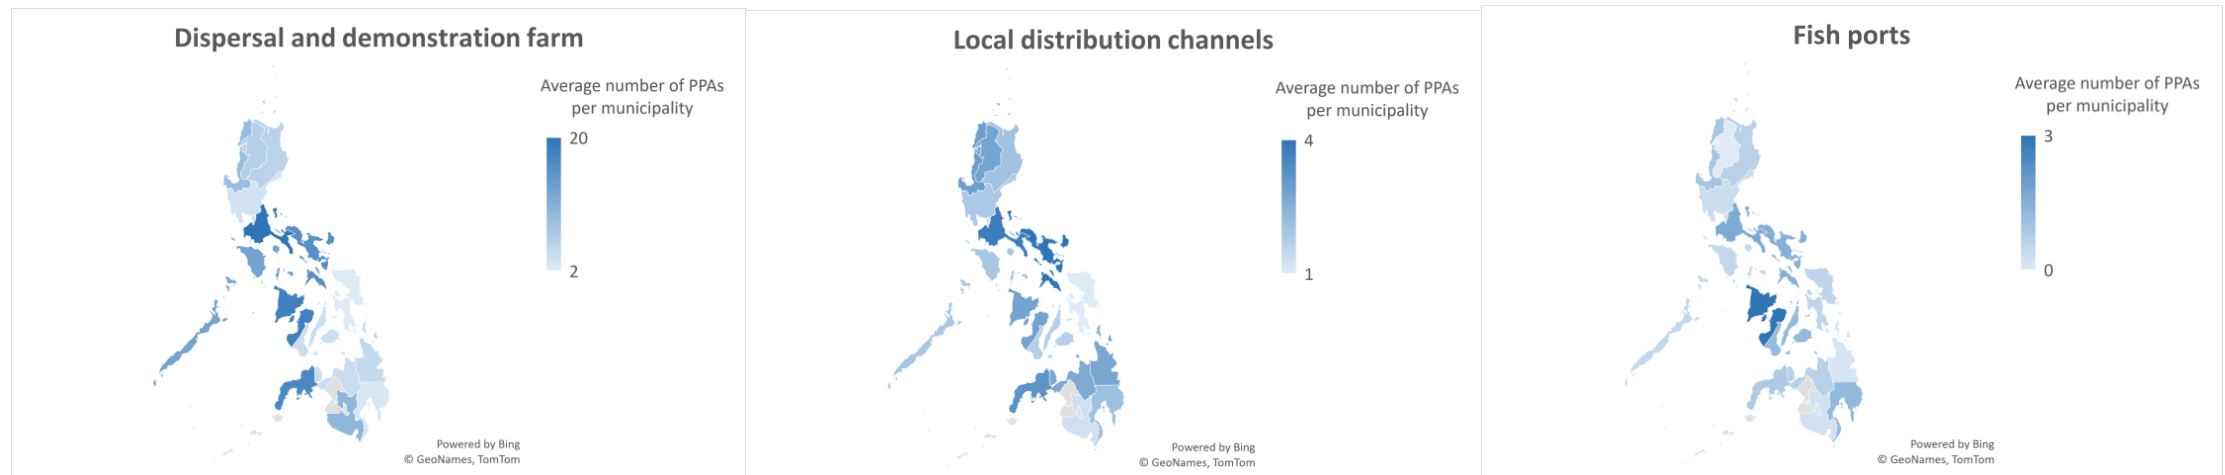 Dispersal and demonstration farm
Average number of PPAs
per municipality
20
2
Powered by Bing
© GeoNames, TomTom
Local distribution channels
Average number of PPAs
per municipality
4
1
Powered by Bing
© GeoNames, TomTom
Fish ports
Average number of PPAs
per municipality
3
0
Powered by Bing
© GeoNames, TomTom